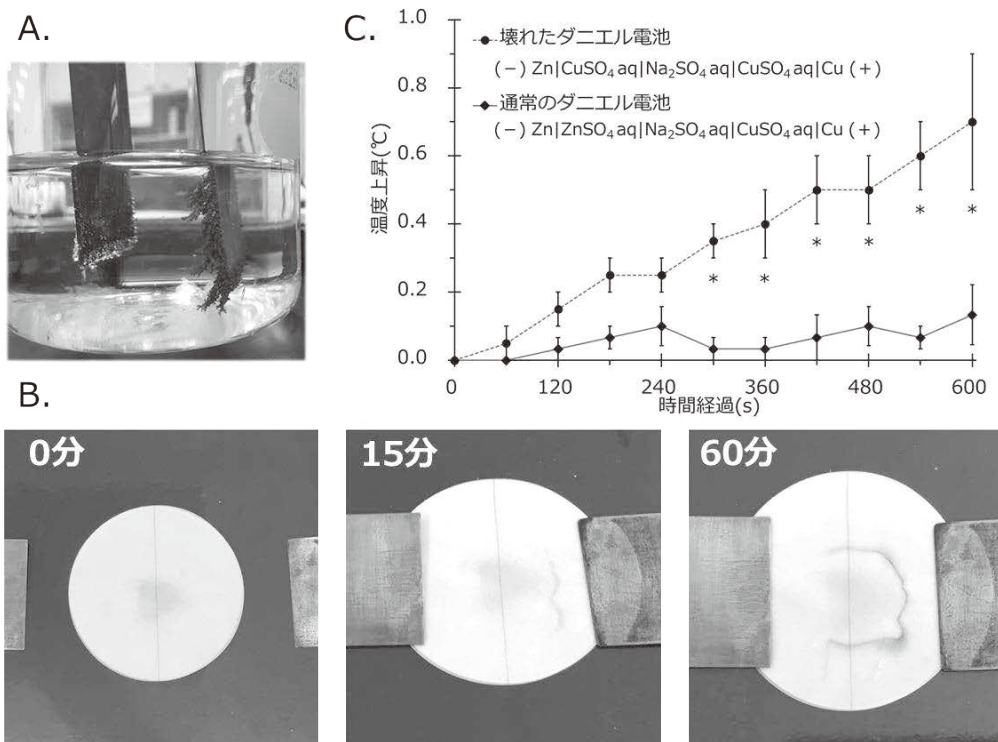 A.
C.
1.0
0.8
0.6
0.4
0.2
0.0
温度上昇(℃)
壊れたダニエル電池
(−) Zn|CuSO₄ aq|Na₂SO₄ aq|CuSO₄ aq|Cu (+)
通常のダニエル電池
(−) Zn|ZnSO₄ aq|Na₂SO₄ aq|CuSO₄ aq|Cu (+)
* * * * * *
0 120 240 360 480 600
時間経過(s)
B.
0分
15分
60分